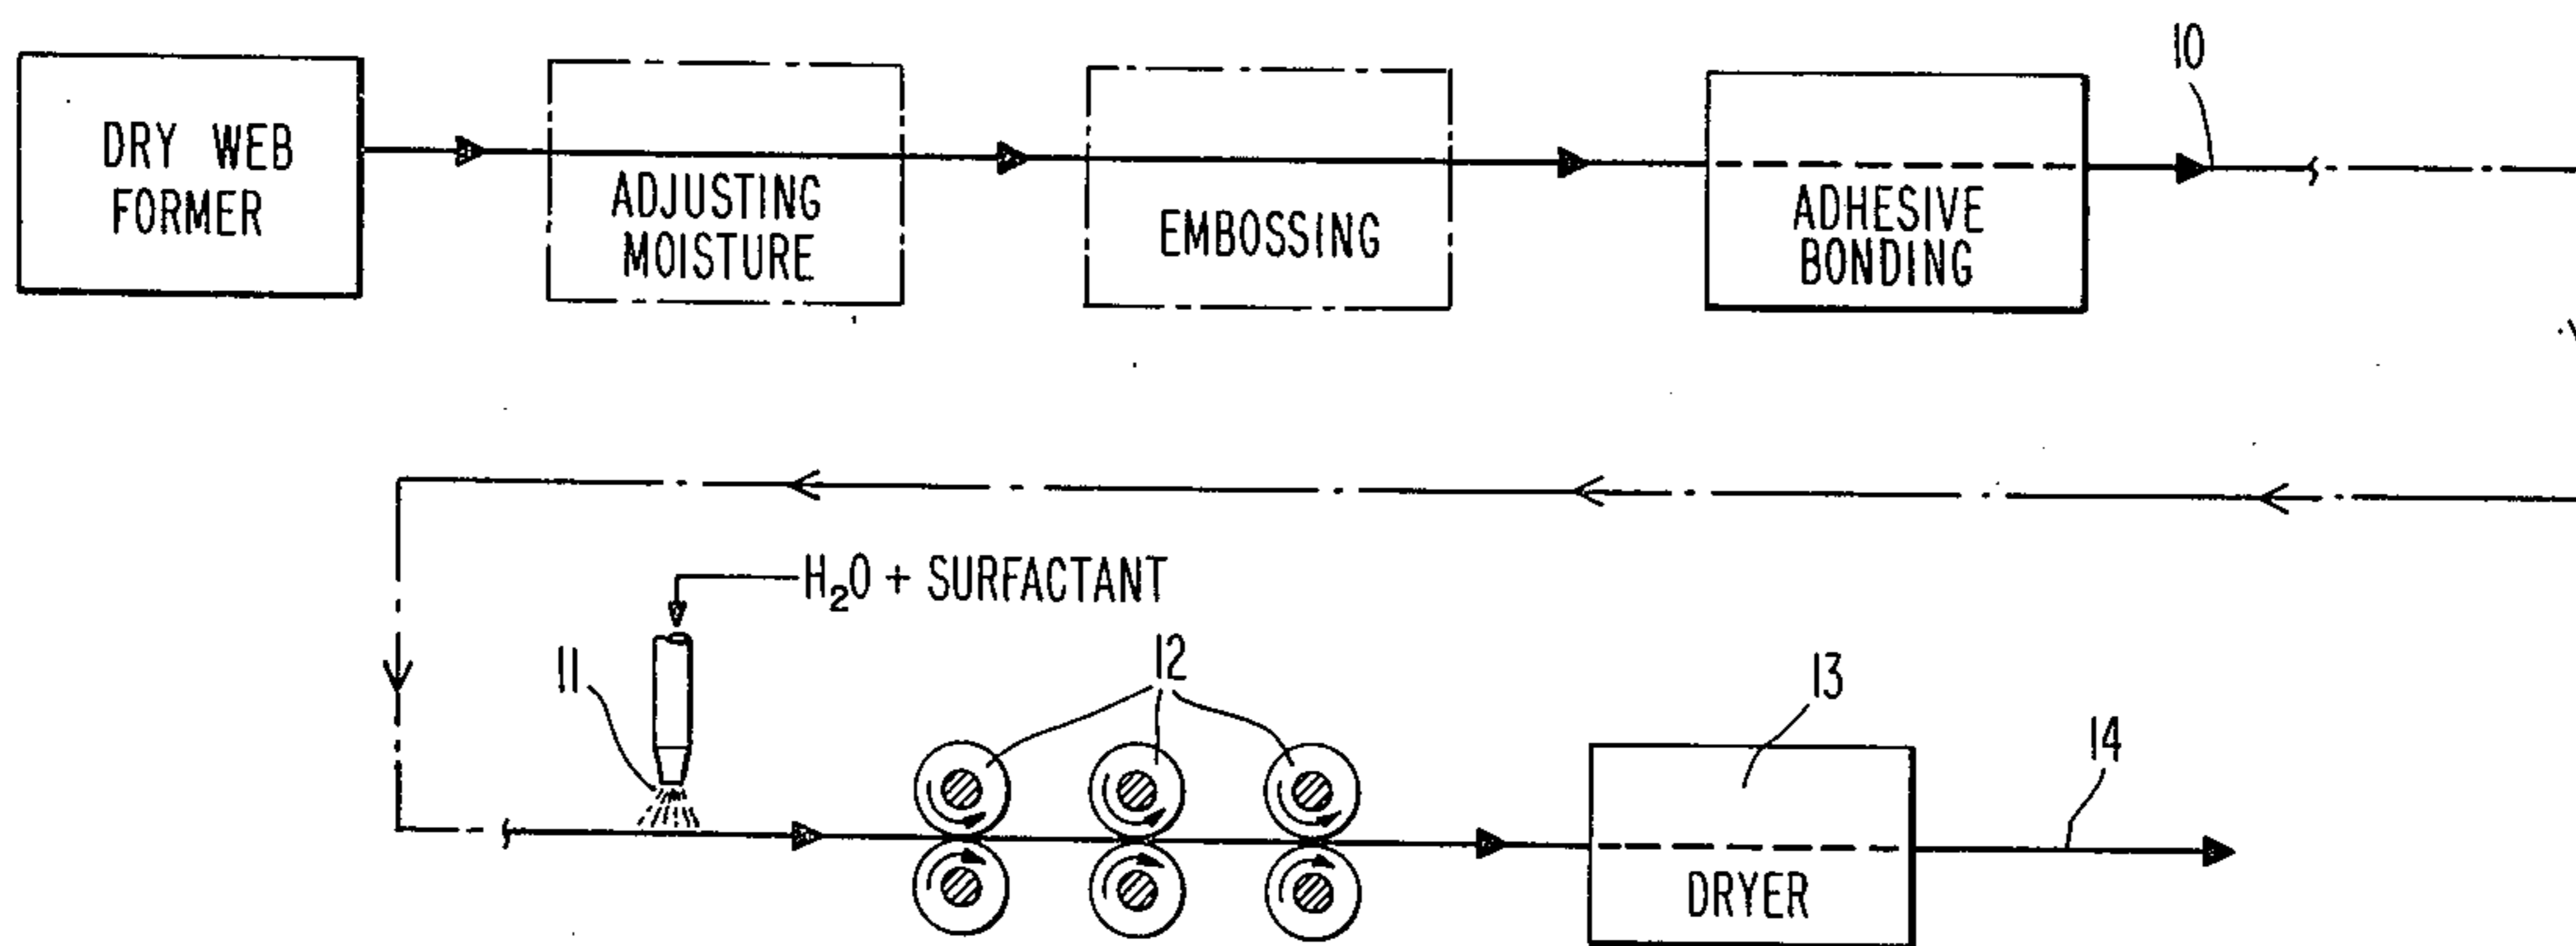 DRY WEB
FORMER
ADJUSTING
MOISTURE
EMBOSSING
ADHESIVE
BONDING
10
H₂O + SURFACTANT
11
12
13
14
DRYER